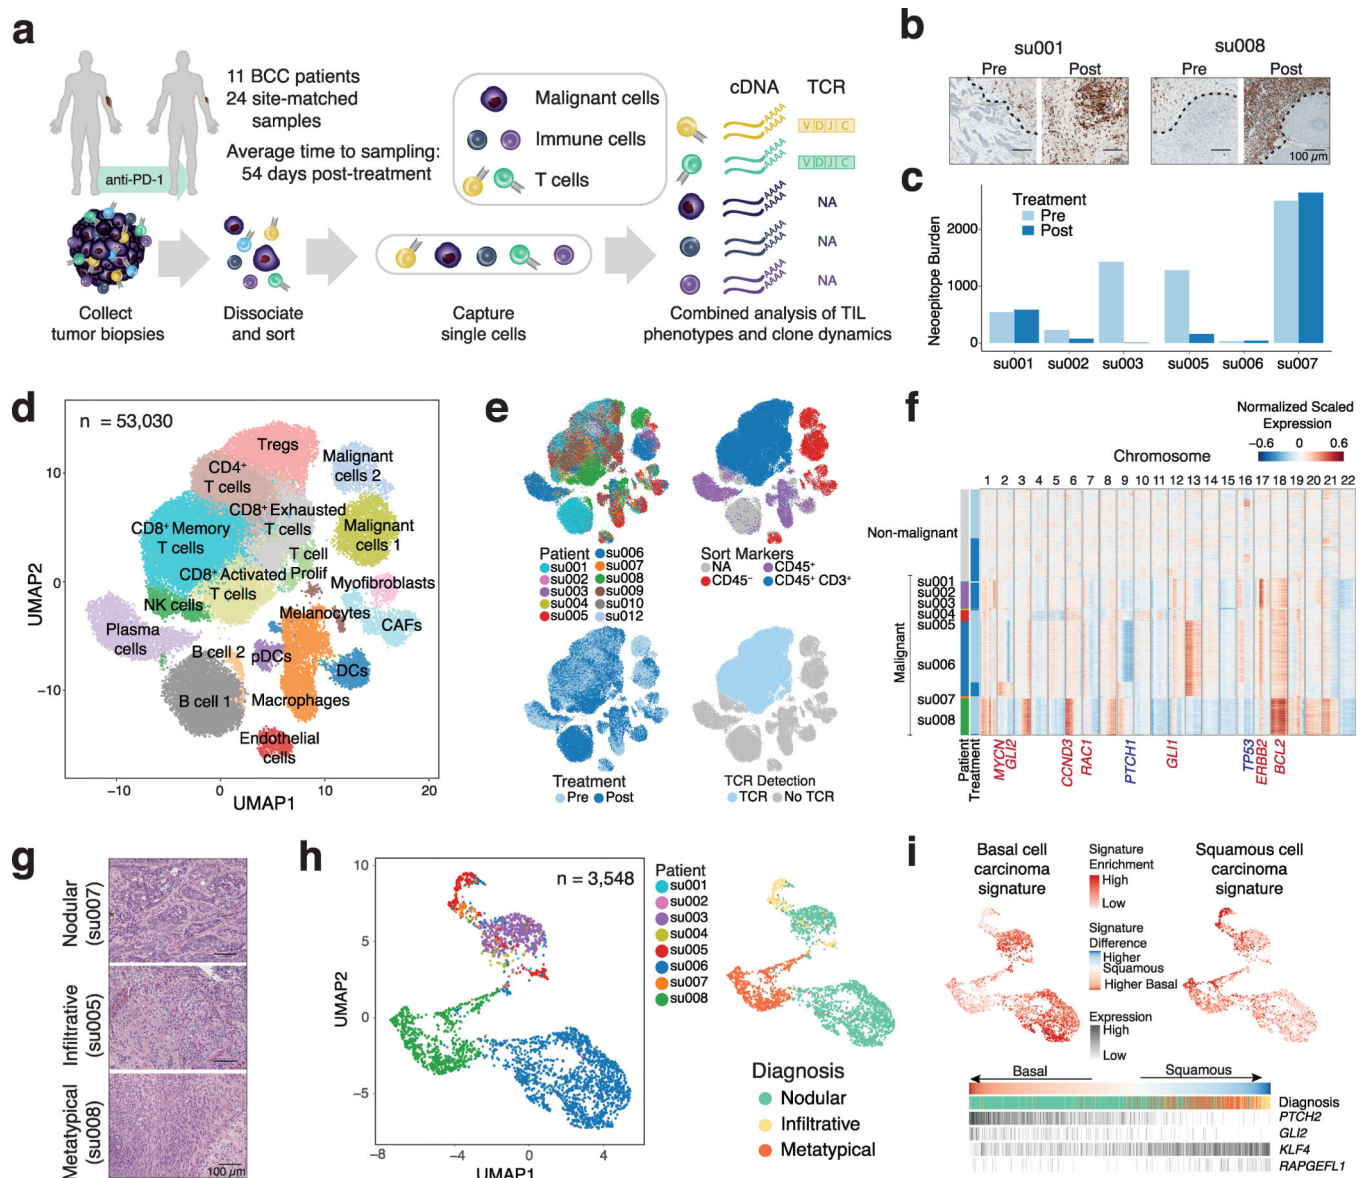 a
11 BCC patients
24 site-matched
samples
Average time to sampling:
54 days post-treatment
anti-PD-1
Malignant cells
Immune cells
T cells
cDNA TCR
AAAA
AAAA
V D J C
AAAA
AAAA
V D J C
AAAA
AAAA
NA
AAAA
AAAA
NA
AAAA
AAAA
NA
Collect
tumor biopsies
Dissociate
and sort
Capture
single cells
Combined analysis of TIL
phenotypes and clone dynamics
b
su001 su008
Pre Post Pre Post
100 µm
c
Treatment
Pre
Post
Neoepitope Burden
2000
1000
0
su001 su002 su003 su005 su006 su007
d
n = 53,030
Tregs
CD4+
T cells
Malignant
cells 2
CD8+ Exhausted
T cells
CD8+ Memory
T cells
Malignant
cells 1
T cell
Prolif
CD8+ Activated
T cells
Myofibroblasts
NK cells
Melanocytes
CAFs
Plasma
cells
B cell 2
pDCs
DCs
B cell 1
Macrophages
Endothelial
cells
UMAP2
10
0
−10
−10 0 10 20
UMAP1
e
Patient
su001
su002
su003
su004
su005
su006
su007
su008
su009
su010
su012
Sort Markers
NA
CD45−
CD45+
CD45+ CD3+
Treatment
Pre Post
TCR Detection
TCR No TCR
f
Normalized Scaled
Expression
−0.6 0 0.6
Chromosome
1 2 3 4 5 6 7 8 9 10 11 12 13 14 15 16 17 18 19 20 22
Non-malignant
Malignant
su001
su002
su003
su004
su005
su006
su007
su008
Patient
Treatment
MYCN
GLI2
CCND3
RAC1
PTCH1
GLI1
TP53
ERBB2
BCL2
g
Nodular
(su007)
Infiltrative
(su005)
Metatypical
(su008)
100 µm
h
n = 3,548
UMAP2
10
5
0
−5
−8 −4 0 4
UMAP1
Patient
su001
su002
su003
su004
su005
su006
su007
su008
Diagnosis
Nodular
Infiltrative
Metatypical
i
Basal cell
carcinoma
signature
Signature
Enrichment
High
Low
Squamous cell
carcinoma
signature
Signature
Difference
Higher
Squamous
Higher Basal
Expression
High
Low
Basal Squamous
Diagnosis
PTCH2
GLI2
KLF4
RAPGEFL1